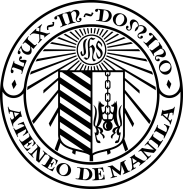 LUX~IN~DOMINO
IHS
ATENEO DE MANILA